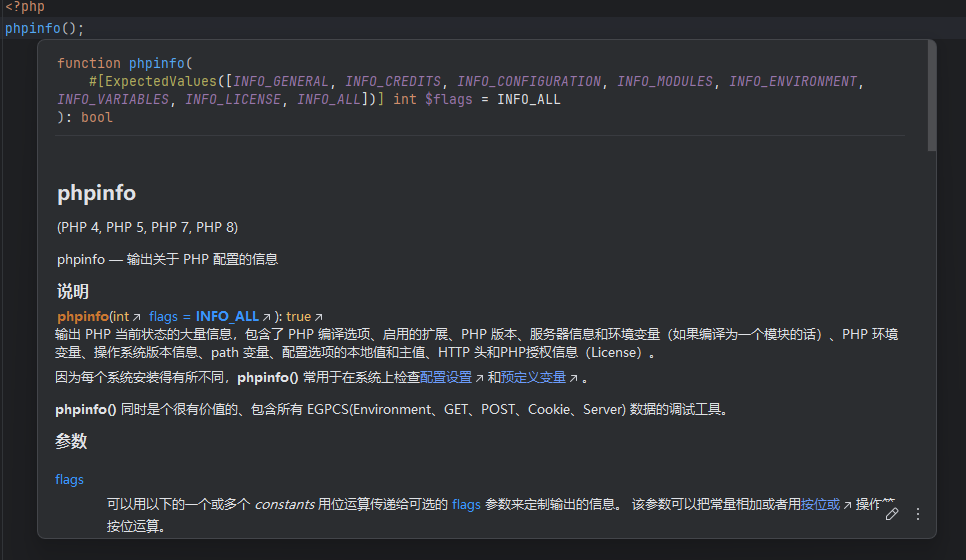 <?php
phpinfo();
function phpinfo(
#[ExpectedValues([INFO_GENERAL, INFO_CREDITS, INFO_CONFIGURATION, INFO_MODULES, INFO_ENVIRONMENT,
INFO_VARIABLES, INFO_LICENSE, INFO_ALL])] int $flags = INFO_ALL
): bool
phpinfo
(PHP 4, PHP 5, PHP 7, PHP 8)
phpinfo — 输出关于 PHP 配置的信息
说明
phpinfo(int↗ flags = INFO_ALL↗): true↗
输出 PHP 当前状态的大量信息，包含了 PHP 编译选项、启用的扩展、PHP 版本、服务器信息和环境变量（如果编译为一个模块的话）、PHP 环境
变量、操作系统版本信息、path 变量、配置选项的本地值和主值、HTTP 头和PHP授权信息（License）。
因为每个系统安装得有所不同，phpinfo() 常用于在系统上检查配置设置↗和预定义变量↗。
phpinfo() 同时是个很有价值的、包含所有 EGPCS(Environment、GET、POST、Cookie、Server) 数据的调试工具。
参数
flags
可以用以下的一个或多个 constants 用位运算传递给可选的 flags 参数来定制输出的信息。 该参数可以把常量相加或者用按位或↗操作
按位运算。